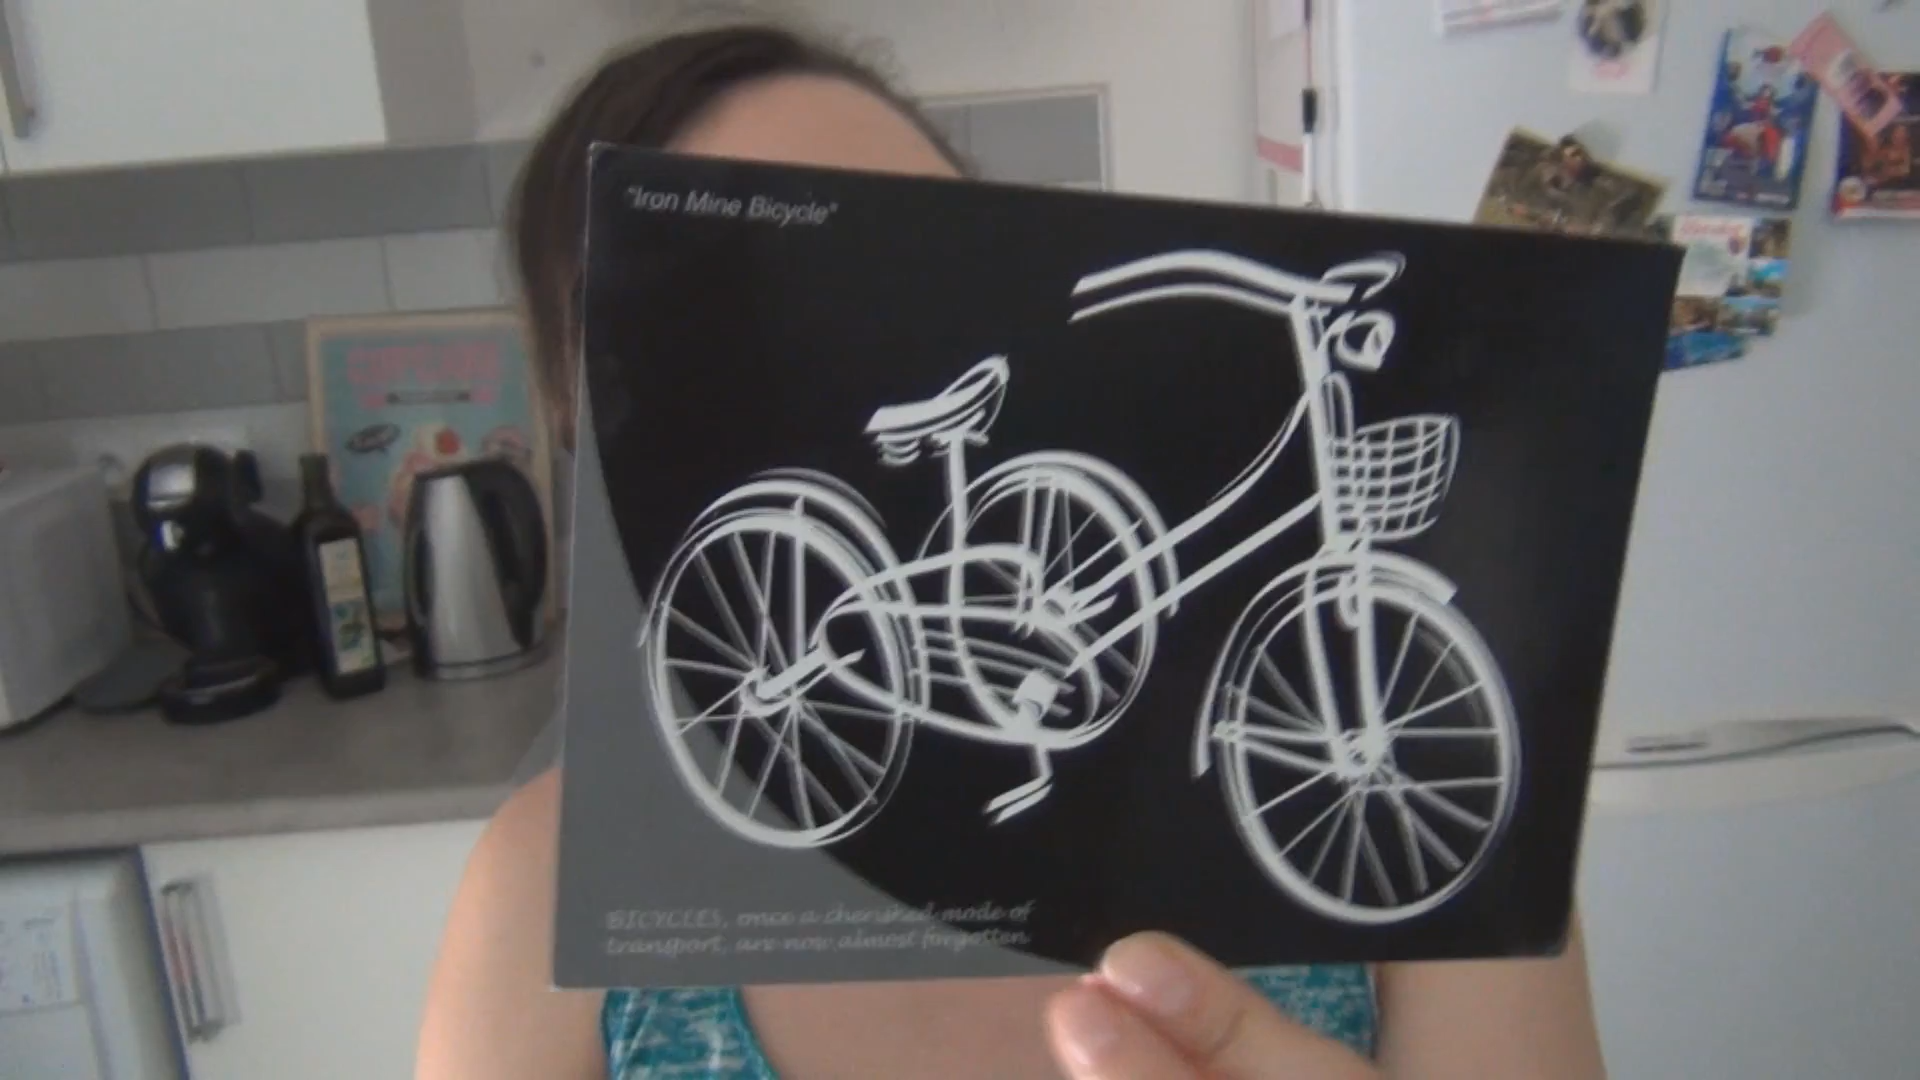 "Iron Mine Bicycle"
BICYCLES, once a cherished mode of
transport, are now almost forgotten